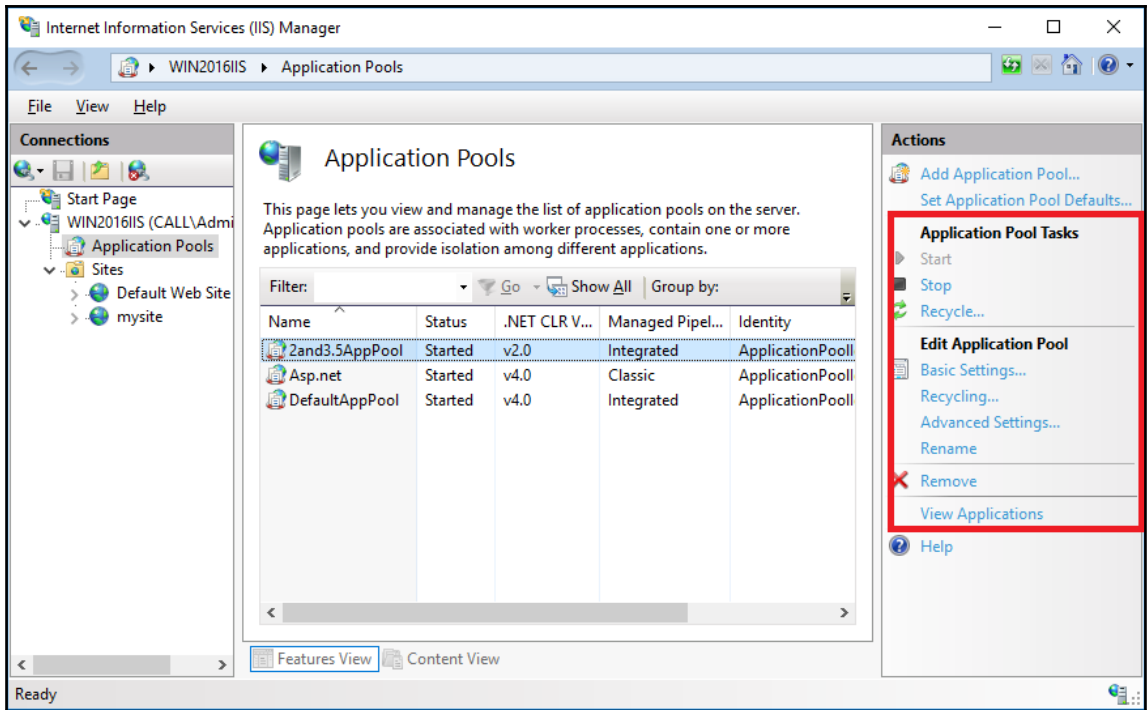 Internet Information Services (IIS) Manager
WIN2016IIS Application Pools
File View Help
Connections
Start Page
WIN2016IIS (CALL\Admi
Application Pools
Sites
Default Web Site
mysite
Application Pools
This page lets you view and manage the list of application pools on the server.
Application pools are associated with worker processes, contain one or more
applications, and provide isolation among different applications.
Filter: Go Show All Group by:
Name Status .NET CLR V... Managed Pipel... Identity
2and3.5AppPool Started v2.0 Integrated ApplicationPoolI
Asp.net Started v4.0 Classic ApplicationPoolI
DefaultAppPool Started v4.0 Integrated ApplicationPoolI
Features View Content View
Actions
Add Application Pool...
Set Application Pool Defaults...
Application Pool Tasks
Start
Stop
Recycle...
Edit Application Pool
Basic Settings...
Recycling...
Advanced Settings...
Rename
Remove
View Applications
Help
Ready